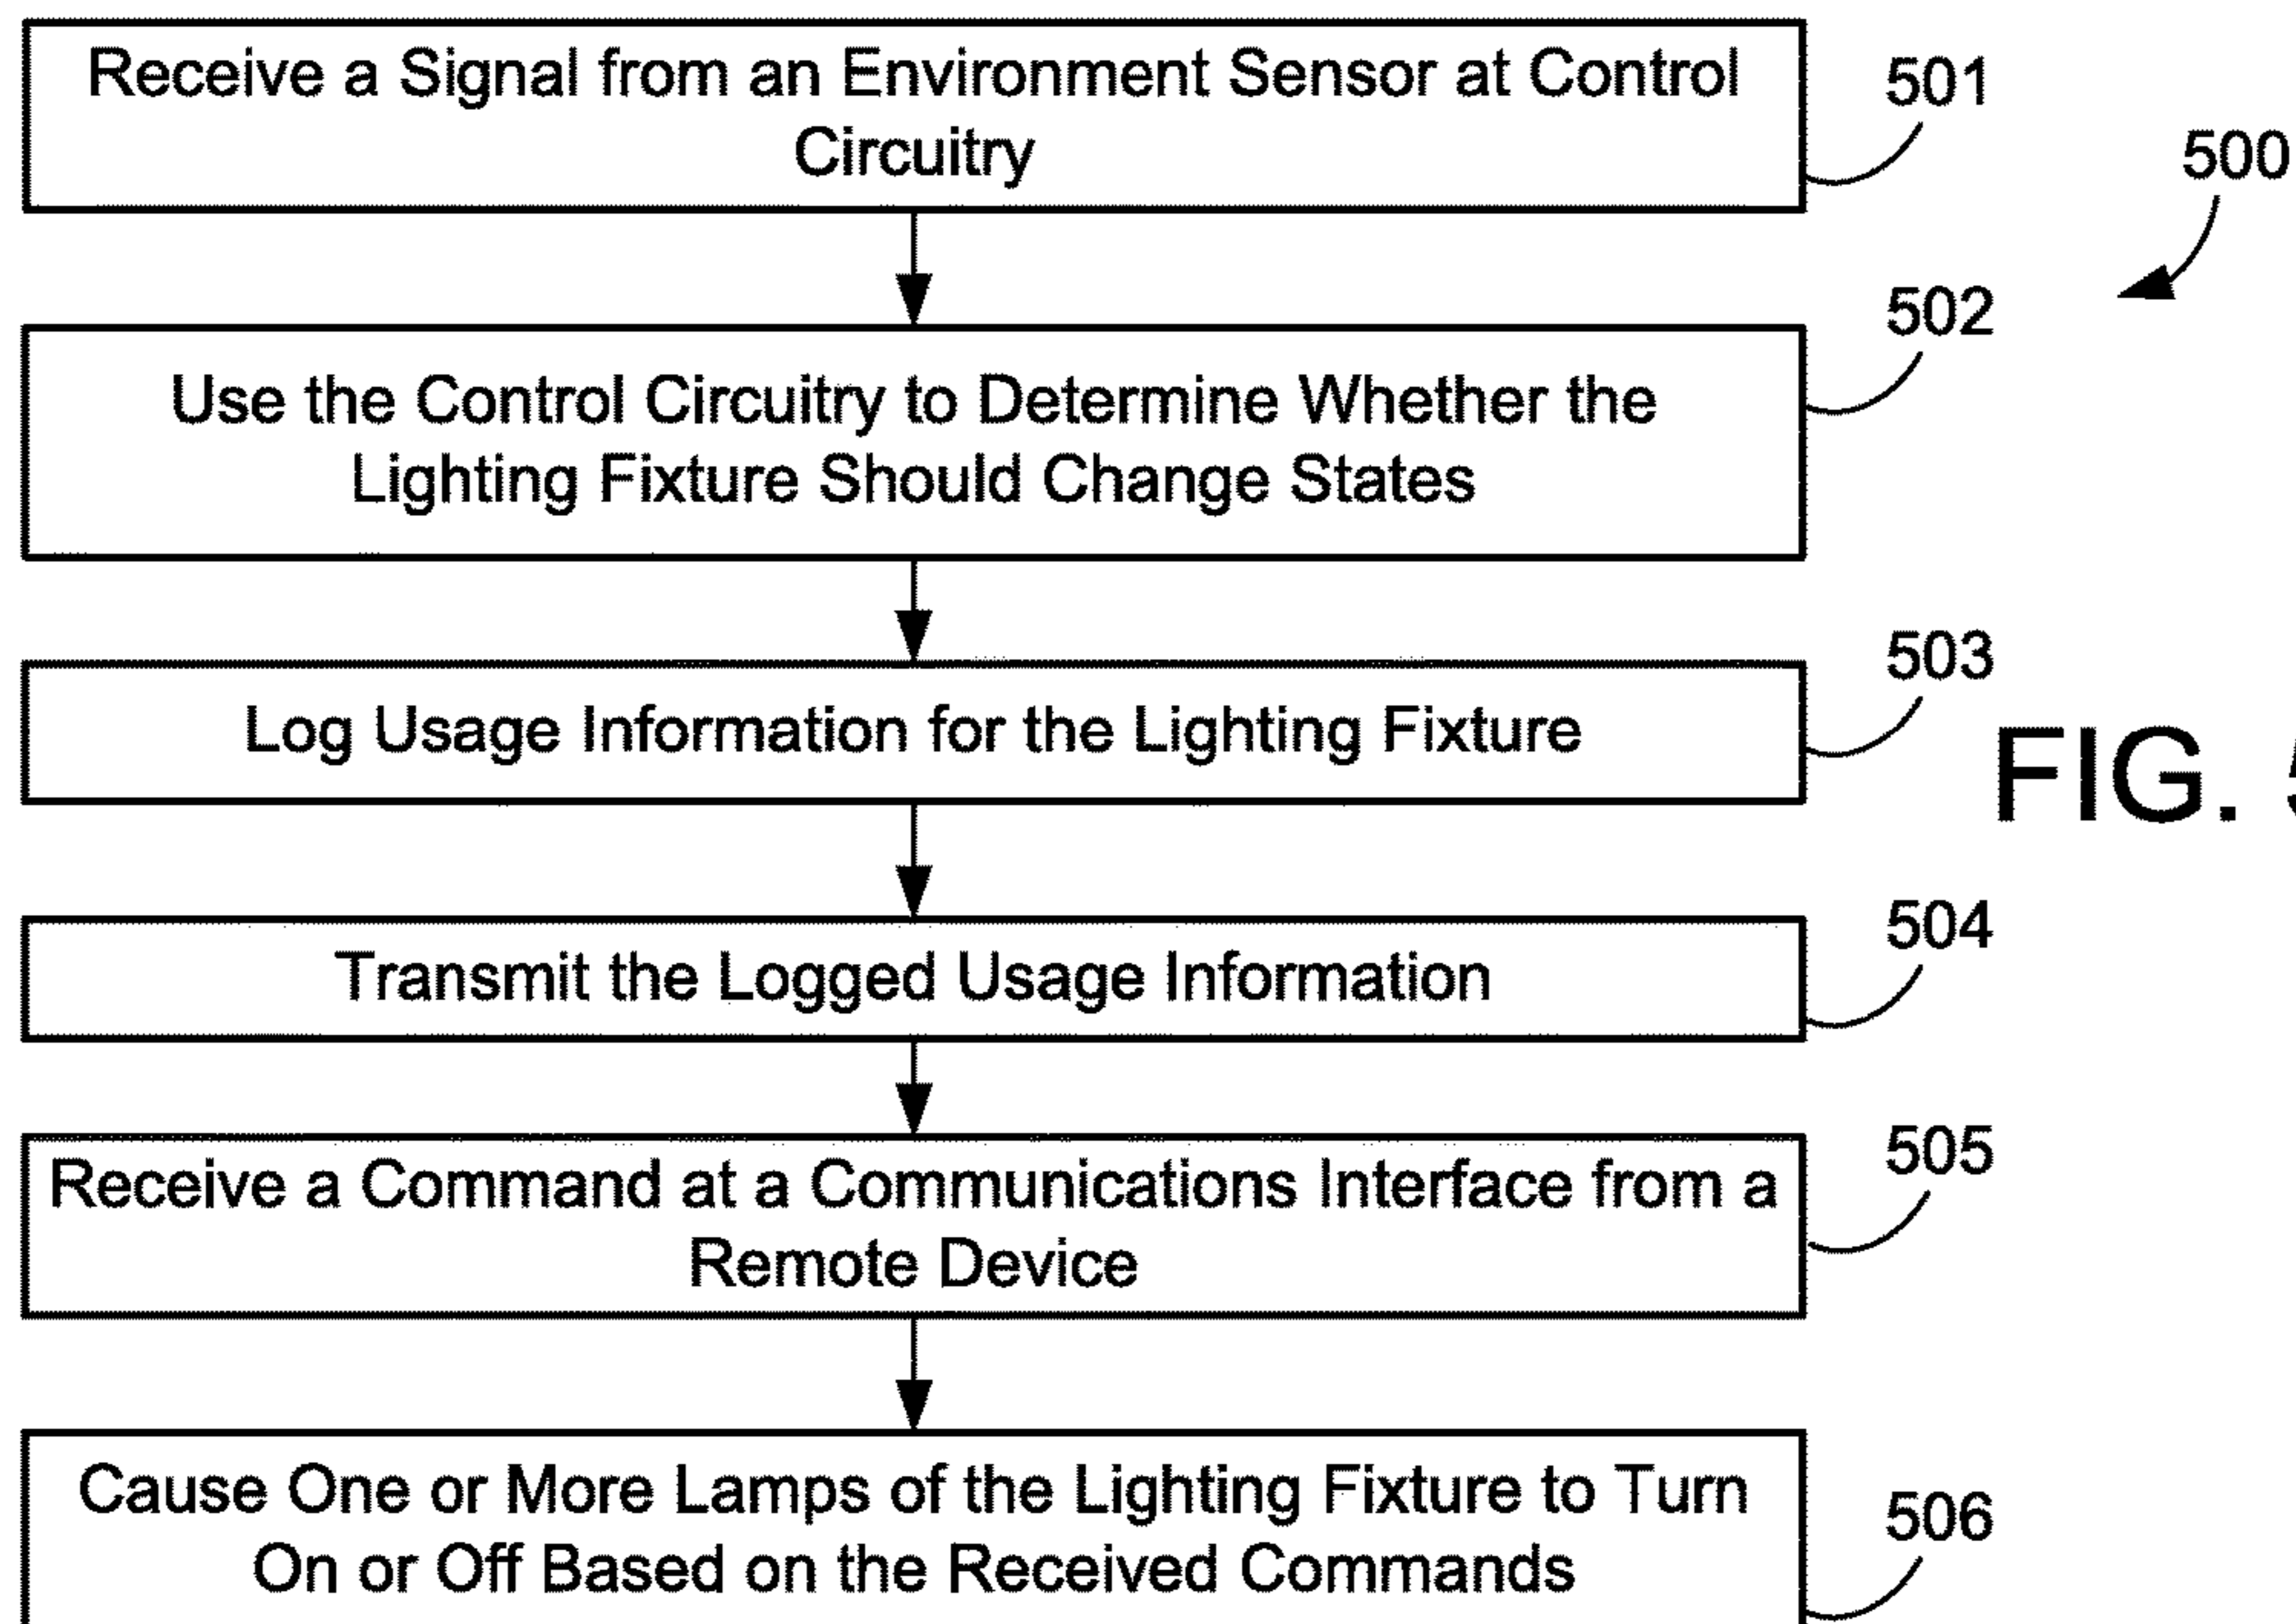 Receive a Signal from an Environment Sensor at Control
Circuitry
501
500
Use the Control Circuitry to Determine Whether the
Lighting Fixture Should Change States
502
Log Usage Information for the Lighting Fixture
503
FIG. 5
Transmit the Logged Usage Information
504
Receive a Command at a Communications Interface from a
Remote Device
505
Cause One or More Lamps of the Lighting Fixture to Turn
On or Off Based on the Received Commands
506